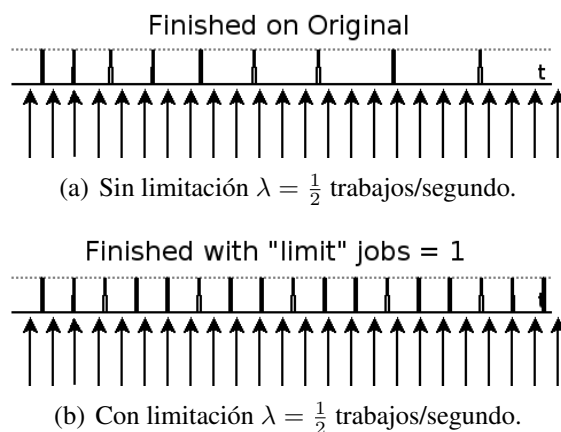 Finished on Original
t
(a) Sin limitación λ = 1/2 trabajos/segundo.
Finished with "limit" jobs = 1
t
(b) Con limitación λ = 1/2 trabajos/segundo.